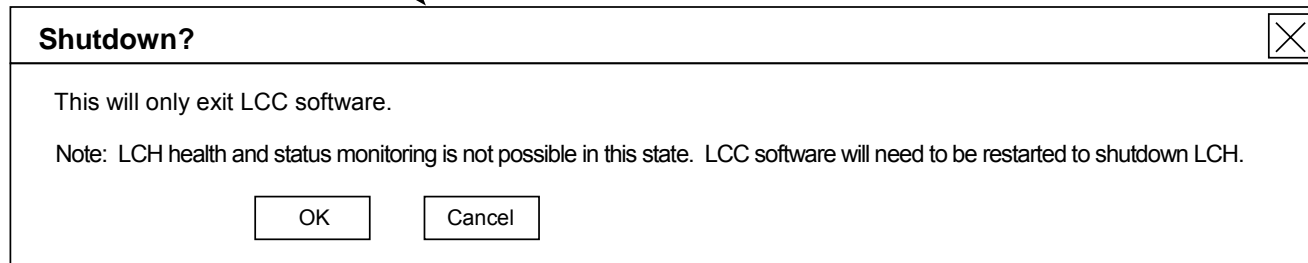 Shutdown?
This will only exit LCC software.
Note: LCH health and status monitoring is not possible in this state. LCC software will need to be restarted to shutdown LCH.
OK Cancel